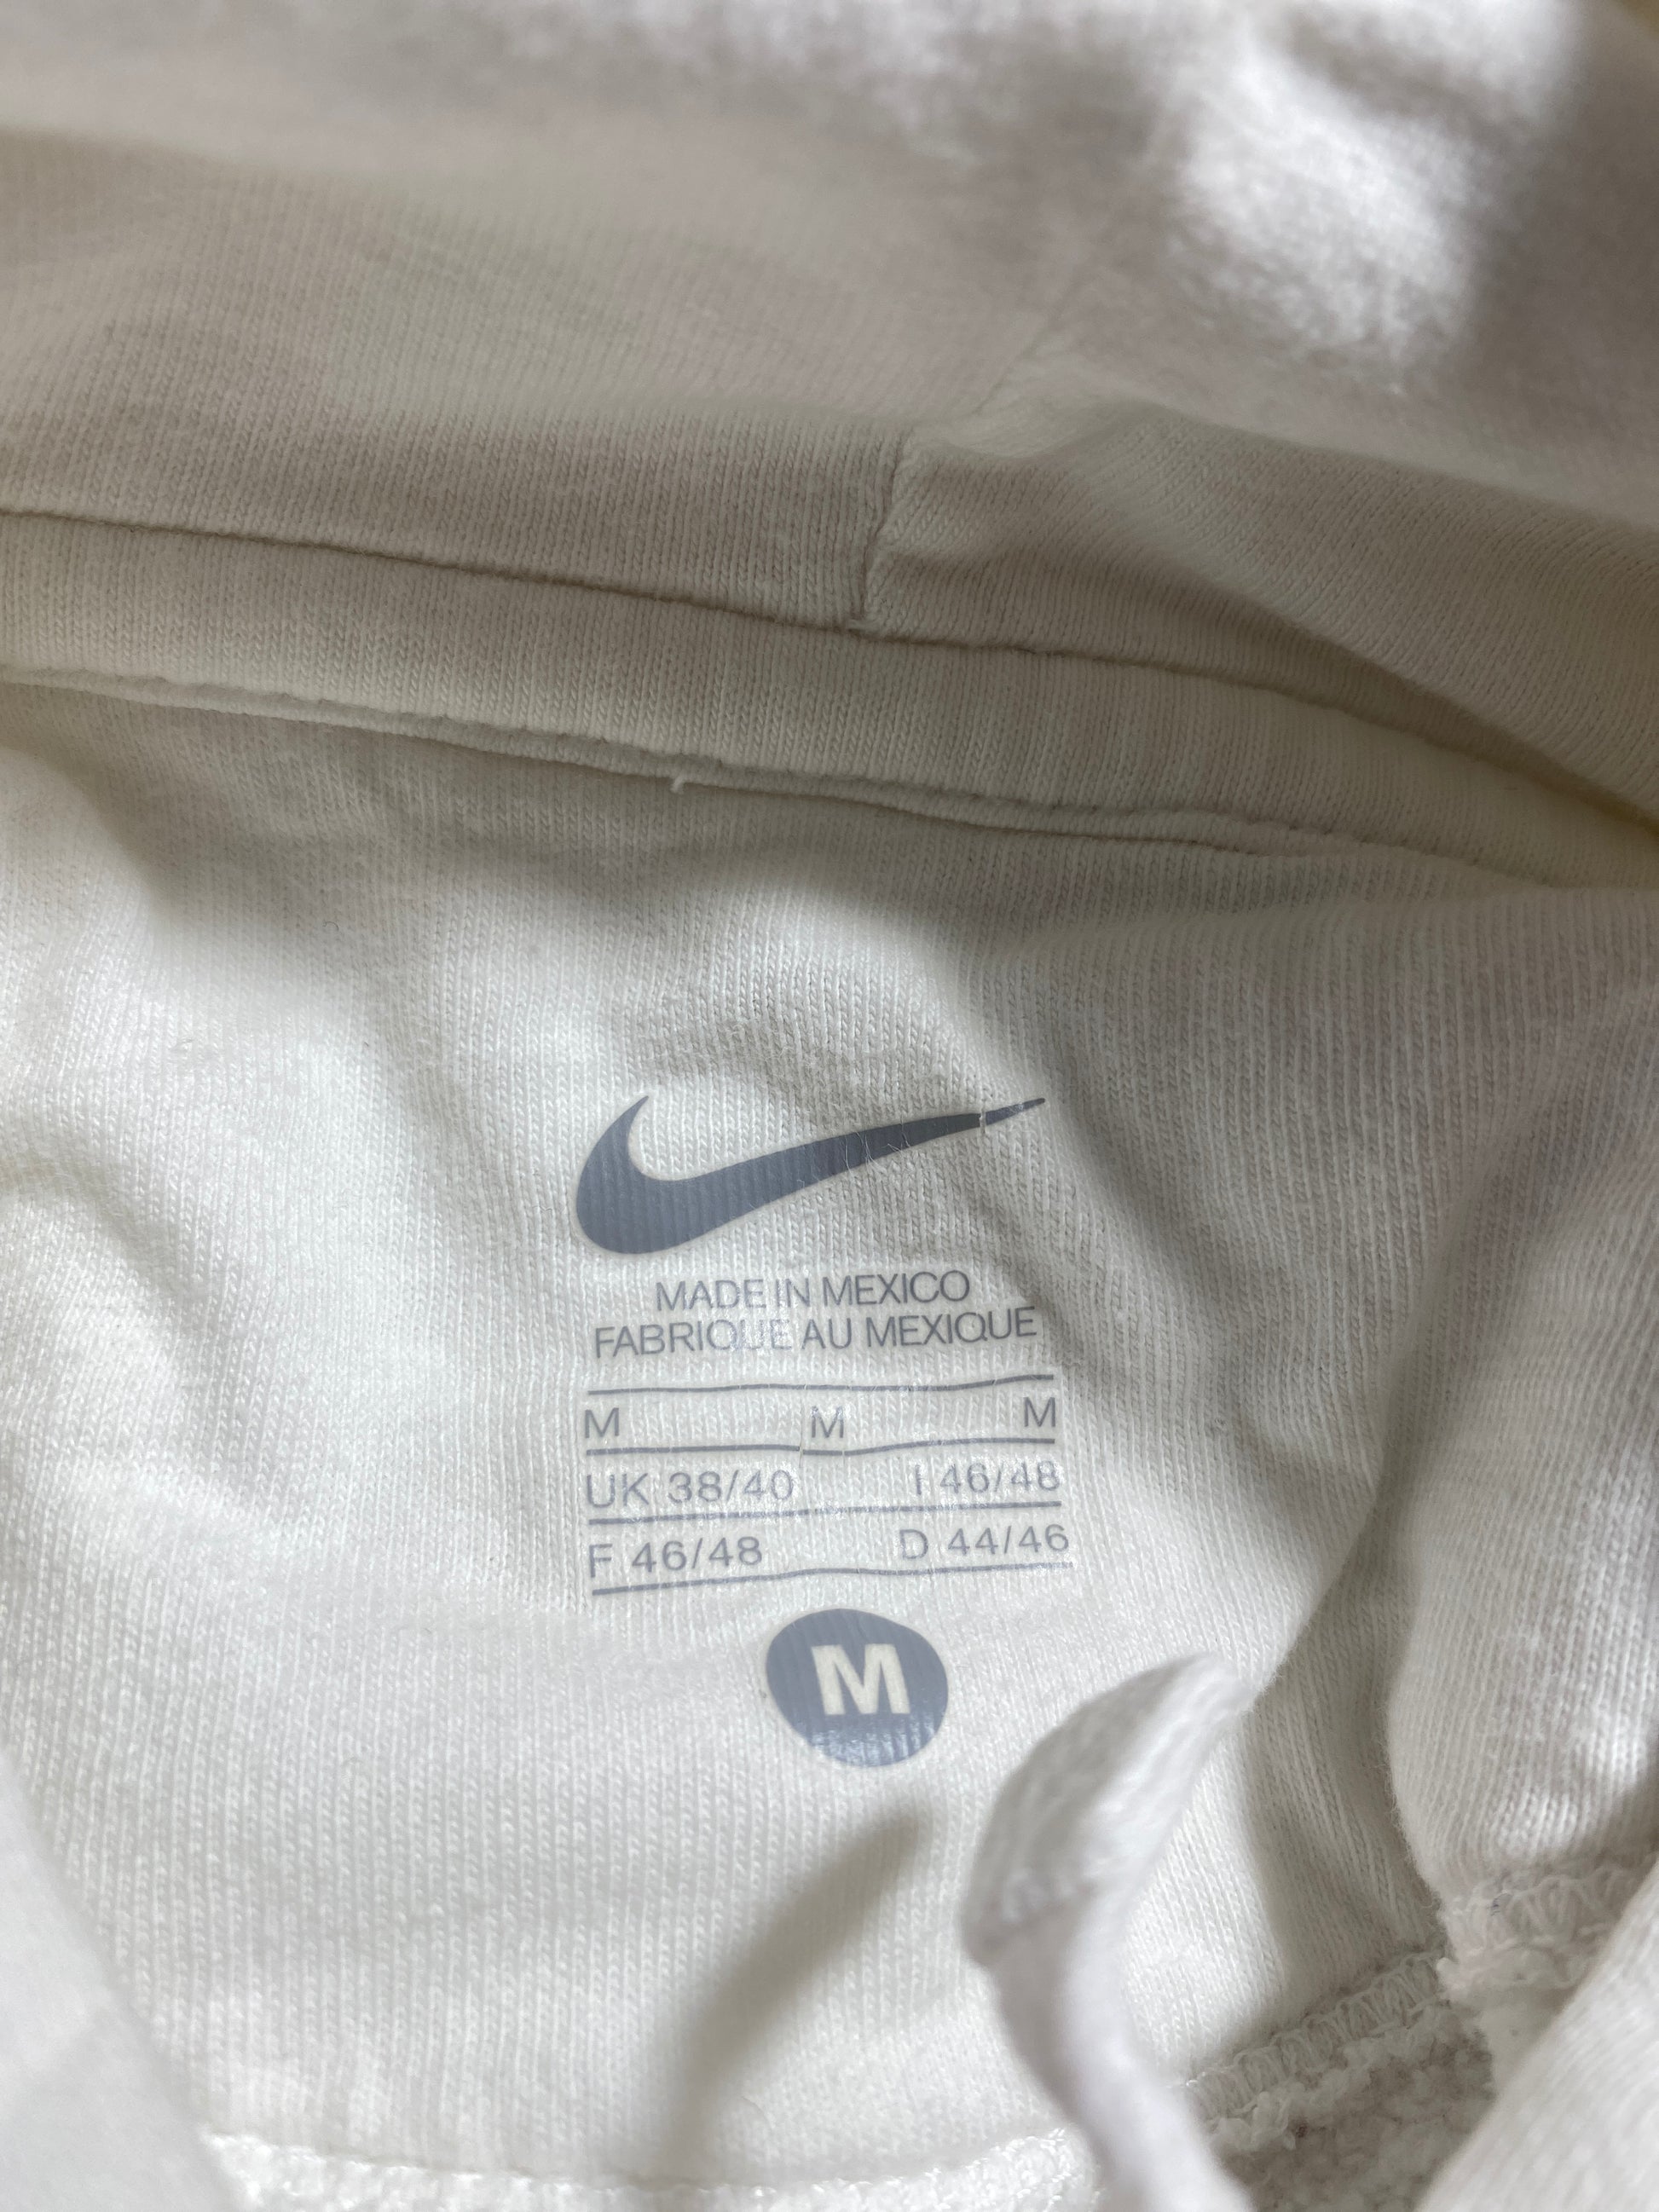 MADE IN MEXICO
FABRIQUE AU MEXIQUE
M M M
UK 38/40 I 46/48
F 46/48 D 44/46
M